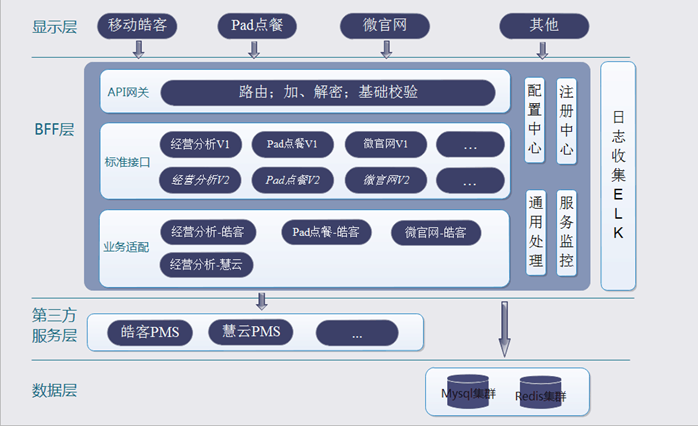 显示层
移动皓客
Pad点餐
微官网
其他
BFF层
API网关
路由；加、解密；基础校验
标准接口
经营分析V1
Pad点餐V1
微官网V1
...
经营分析V2
Pad点餐V2
微官网V2
...
业务适配
经营分析-皓客
Pad点餐-皓客
微官网-皓客
经营分析-慧云
配置中心
注册中心
通用处理
服务监控
日志收集ELK
第三方
服务层
皓客PMS
慧云PMS
...
数据层
Mysql集群
Redis集群